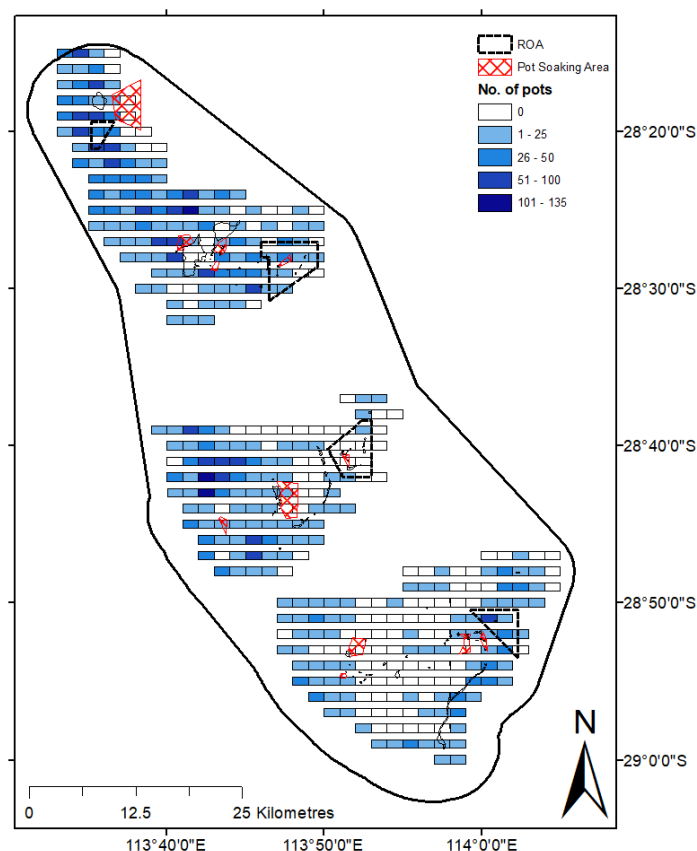 ROA
Pot Soaking Area
No. of pots
0
1 - 25
26 - 50
51 - 100
101 - 135
28°20'0"S
28°30'0"S
28°40'0"S
28°50'0"S
29°0'0"S
N
0 12.5 25 Kilometres
113°40'0"E 113°50'0"E 114°0'0"E